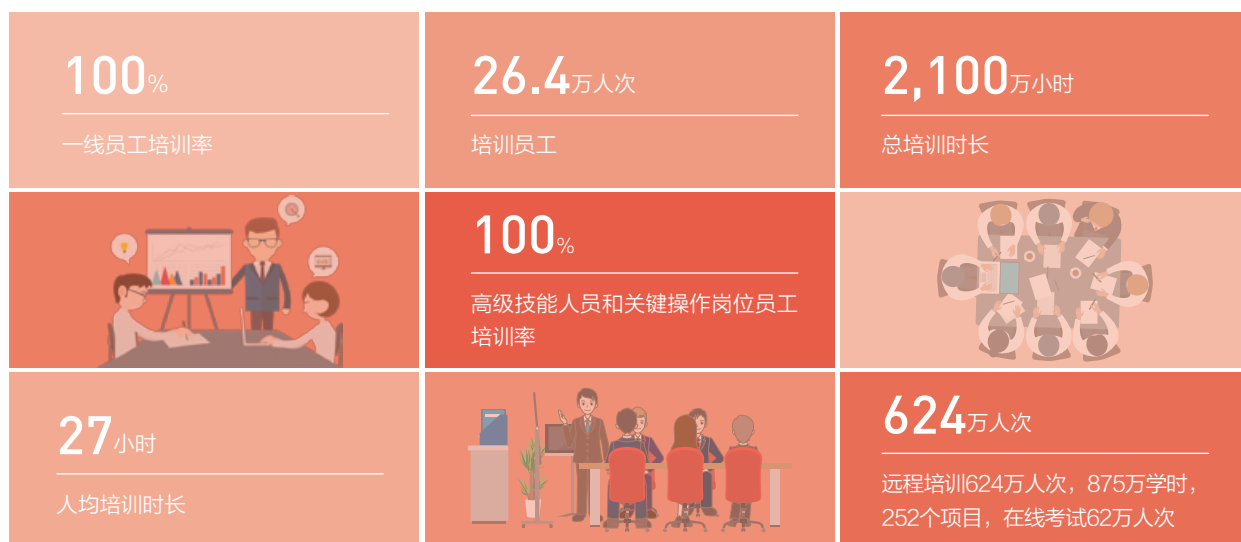 100%
一线员工培训率
26.4万人次
培训员工
2,100万小时
总培训时长
100%
高级技能人员和关键操作岗位员工
培训率
27小时
人均培训时长
624万人次
远程培训624万人次，875万学时，
252个项目，在线考试62万人次